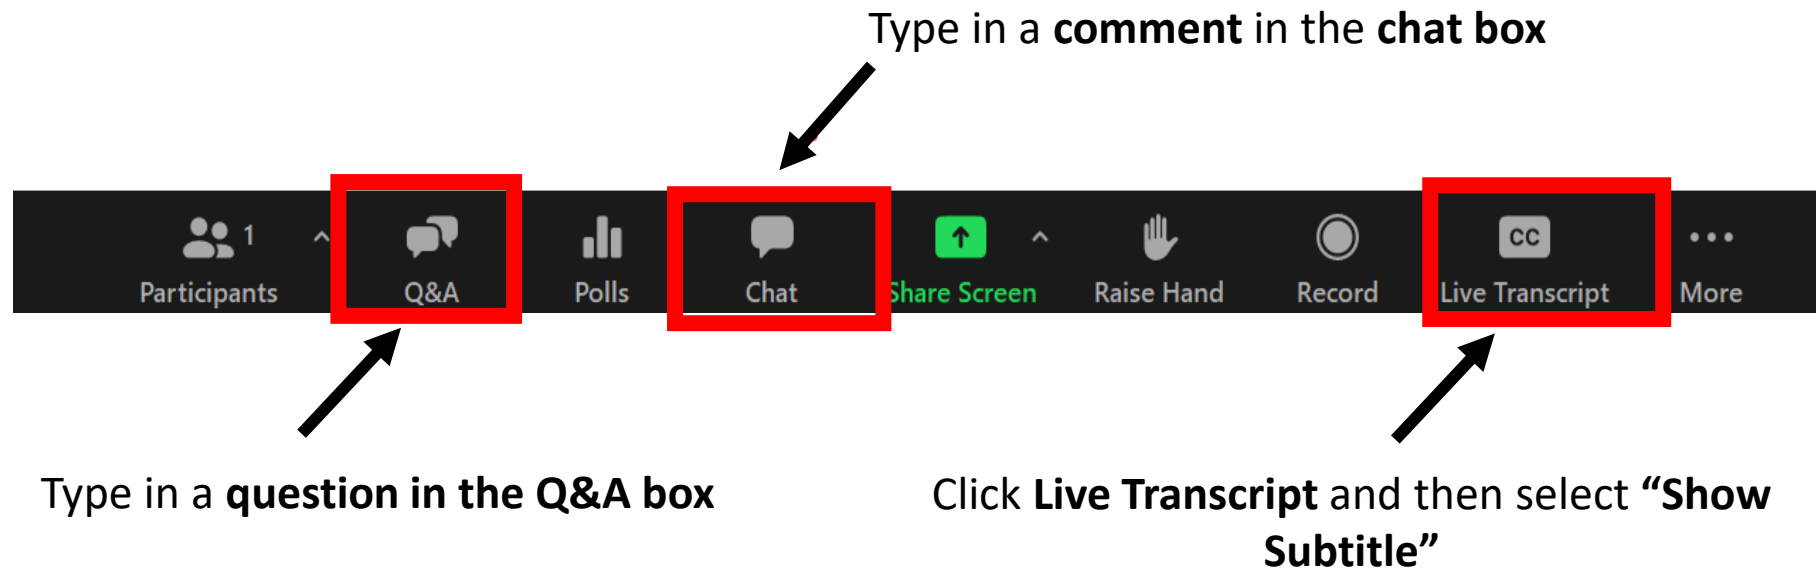 Type in a comment in the chat box
1
Participants
Q&A
Polls
Chat
Share Screen
Raise Hand
Record
CC
Live Transcript
More
Type in a question in the Q&A box
Click Live Transcript and then select “Show
Subtitle”